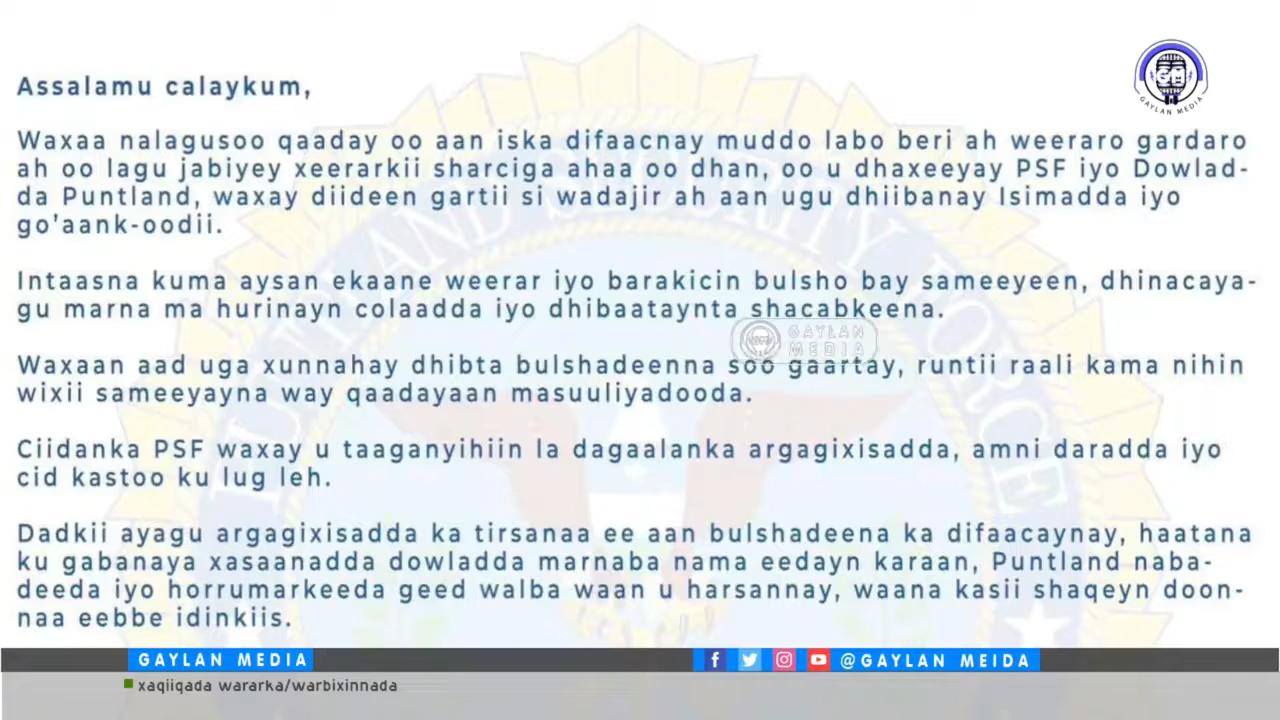 GM
GAYLAN MEDIA
Assalamu calaykum,
Waxaa nalagusoo qaaday oo aan iska difaacnay muddo labo beri ah weeraro gardaro
ah oo lagu jabiyey xeerarkii sharciga ahaa oo dhan, oo u dhaxeeyay PSF iyo Dowlad-
da Puntland, waxay diideen gartii si wadajir ah aan ugu dhiibanay Isimadda iyo
go'aank-oodii.
Intaasna kuma aysan ekaane weerar iyo barakicin bulsho bay sameeyeen, dhinacaya-
gu marna ma hurinayn colaadda iyo dhibaataynta shacabkeena.
GAYLAN
MEDIA
Waxaan aad uga xunnahay dhibta bulshadeenna soo gaartay, runtii raali kama nihin
wixii sameeyayna way qaadayaan masuuliyadooda.
Ciidanka PSF waxay u taaganyihiin la dagaalanka argagixisadda, amni daradda iyo
cid kastoo ku lug leh.
Dadkii ayagu argagixisadda ka tirsanaa ee aan bulshadeena ka difaacaynay, haatana
ku gabanaya xasaanadda dowladda marnaba nama eedayn karaan, Puntland naba-
deeda iyo horrumarkeeda geed walba waan u harsannay, waana kasii shaqeyn doon-
naa eebbe idinkiis.
PUNTLAND SECURITY FORCE
GAYLAN MEDIA
@GAYLAN MEIDA
xaqiiqada wararka/warbixinnada